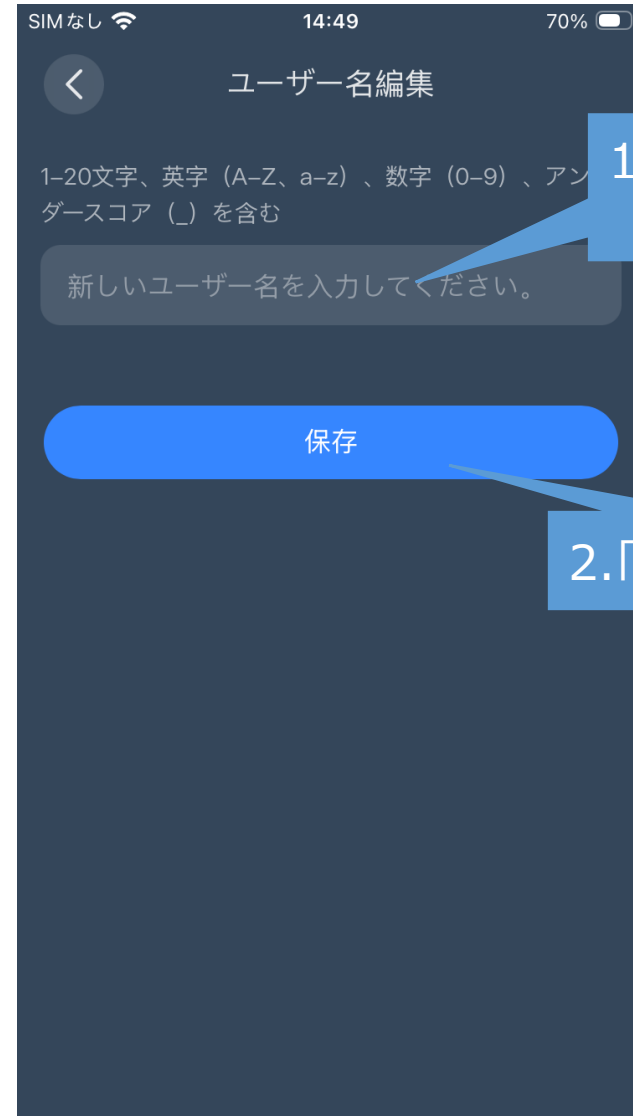 SIMなし 14:49 70%
ユーザー名編集
1–20文字、英字（A–Z、a–z）、数字（0–9）、アン
ダースコア（_）を含む
1
新しいユーザー名を入力してください。
保存
2.「